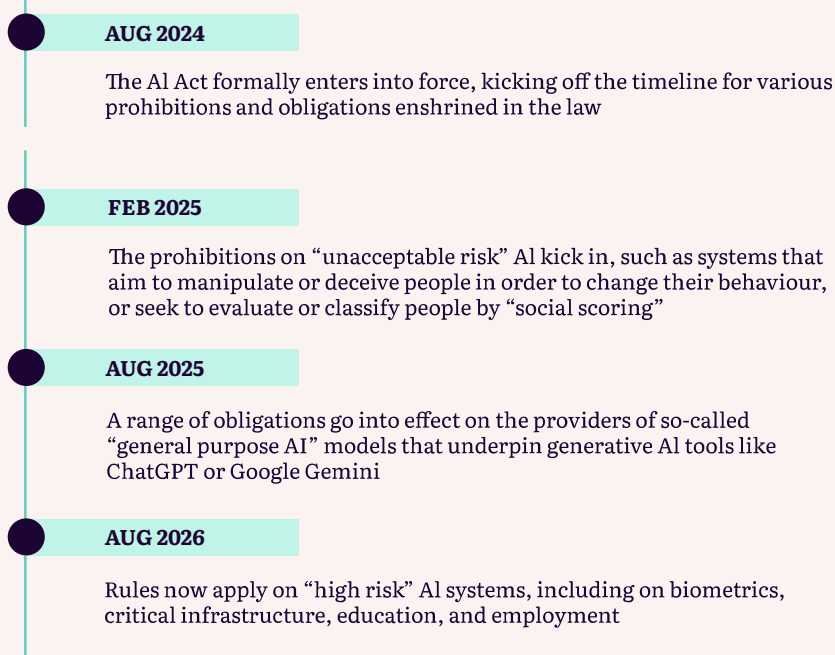 AUG 2024
The AI Act formally enters into force, kicking off the timeline for various
prohibitions and obligations enshrined in the law
FEB 2025
The prohibitions on “unacceptable risk” AI kick in, such as systems that
aim to manipulate or deceive people in order to change their behaviour,
or seek to evaluate or classify people by “social scoring”
AUG 2025
A range of obligations go into effect on the providers of so-called
“general purpose AI” models that underpin generative AI tools like
ChatGPT or Google Gemini
AUG 2026
Rules now apply on “high risk” AI systems, including on biometrics,
critical infrastructure, education, and employment